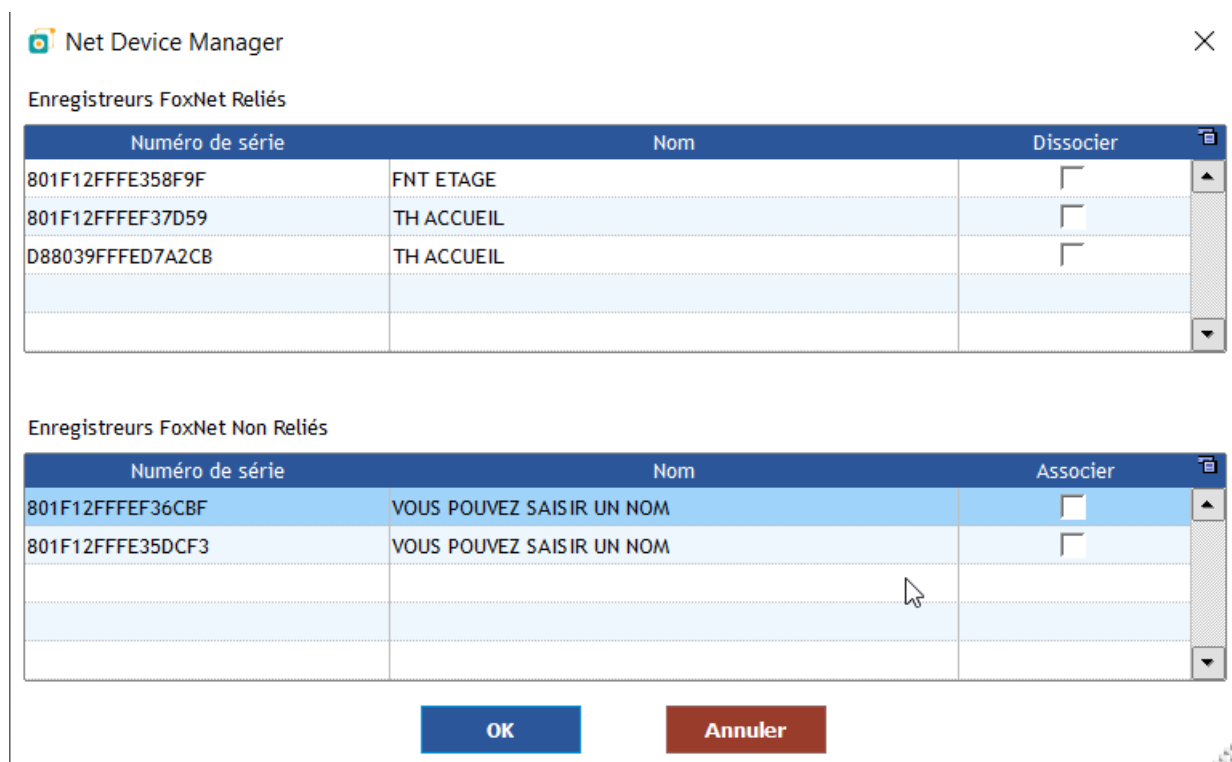 Net Device Manager
Enregistreurs FoxNet Reliés
Numéro de série Nom Dissocier
801F12FFFE358F9F FNT ETAGE
801F12FFFEF37D59 TH ACCUEIL
D88039FFFED7A2CB TH ACCUEIL
Enregistreurs FoxNet Non Reliés
Numéro de série Nom Associer
801F12FFFEF36CBF VOUS POUVEZ SAISIR UN NOM
801F12FFFE35DCF3 VOUS POUVEZ SAISIR UN NOM
OK Annuler